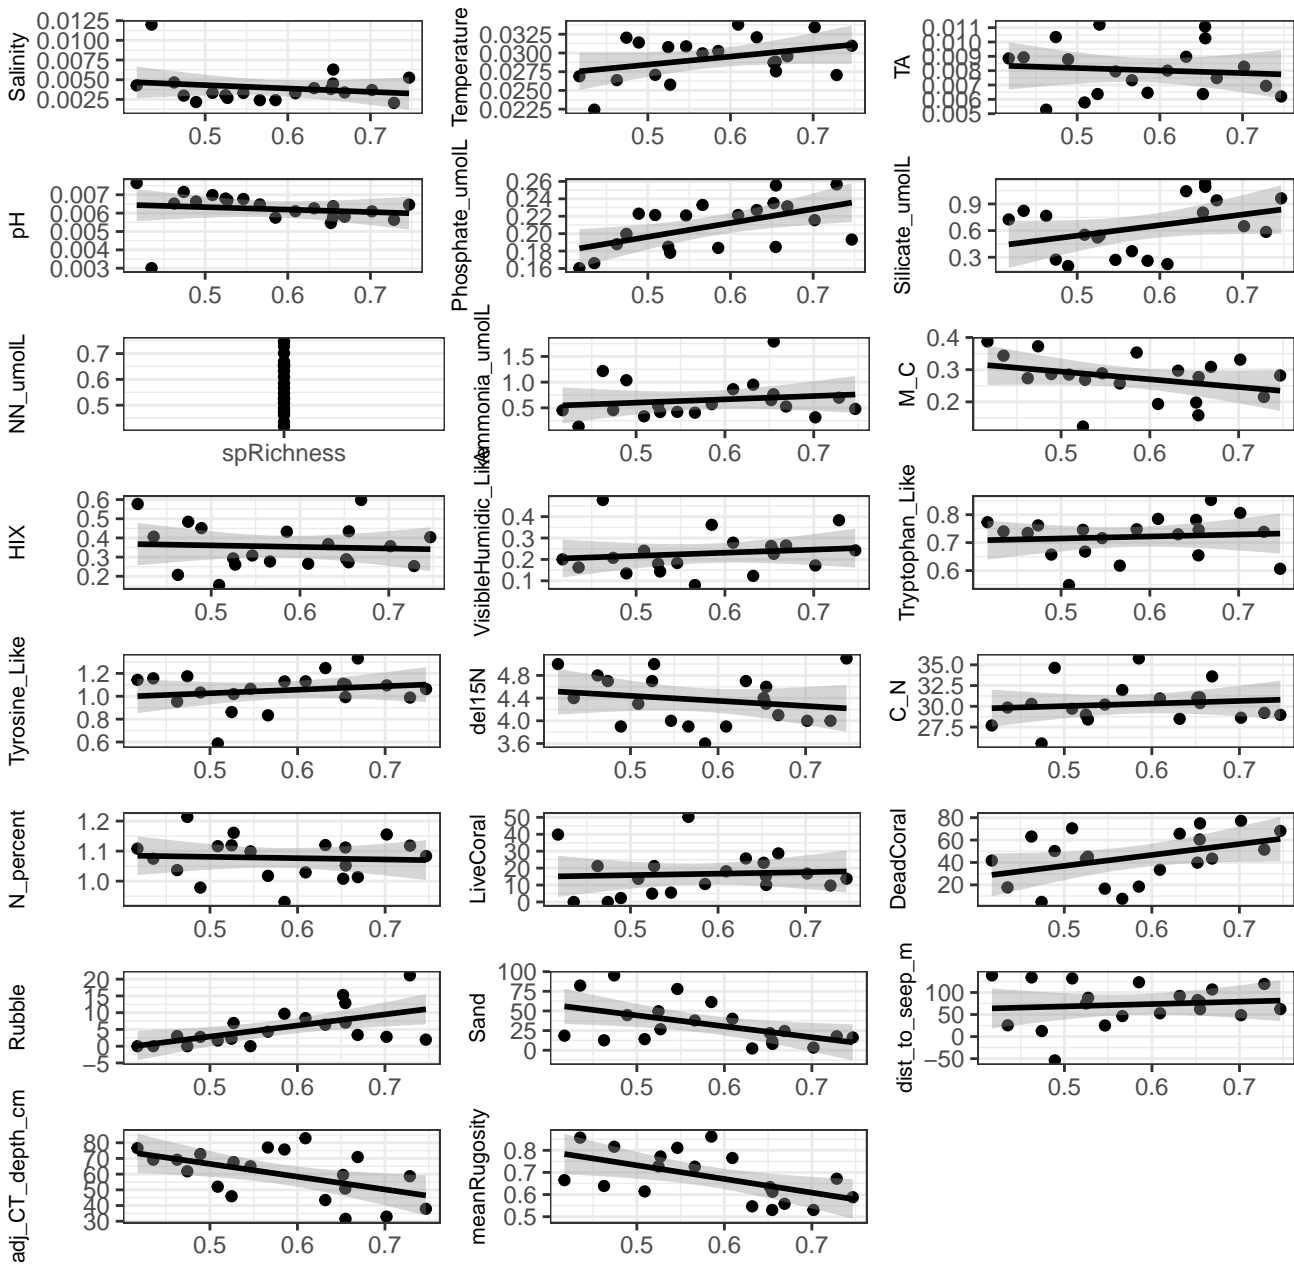 Salinity
0.0125
0.0100
0.0050
0.0025
0.5 0.6 0.7
Temperature
0.0325
0.0300
0.0250
0.0225
0.5 0.6 0.7
TA
0.011
0.010
0.009
0.008
0.007
0.006
0.005
0.5 0.6 0.7
pH
0.007
0.006
0.005
0.004
0.003
0.5 0.6 0.7
Phosphate_umolL
0.26
0.24
0.22
0.20
0.18
0.16
0.5 0.6 0.7
Silicate_umolL
0.9
0.6
0.3
0.5 0.6 0.7
NN_umolL
0.7
0.6
0.5
spRichness
Ammonia_umolL
1.5
1.0
0.5
0.5 0.6 0.7
M_C
0.4
0.3
0.2
0.5 0.6 0.7
HIX
0.6
0.5
0.4
0.3
0.2
0.5 0.6 0.7
VisibleHumidic_Like
0.4
0.3
0.2
0.1
0.5 0.6 0.7
Tryptophan_Like
0.8
0.7
0.6
0.5 0.6 0.7
Tyrosine_Like
1.2
1.0
0.8
0.6
0.5 0.6 0.7
del15N
4.8
4.4
4.0
3.6
0.5 0.6 0.7
C_N
35.0
32.5
30.0
27.5
0.5 0.6 0.7
N_percent
1.2
1.1
1.0
0.5 0.6 0.7
LiveCoral
50
40
30
20
10
0
0.5 0.6 0.7
DeadCoral
80
60
40
20
0.5 0.6 0.7
Rubble
20
15
10
5
0
−5
0.5 0.6 0.7
Sand
100
75
50
25
0
0.5 0.6 0.7
dist_to_seep_m
100
50
0
−50
0.5 0.6 0.7
adj_CT_depth_cm
80
70
60
50
40
30
0.5 0.6 0.7
meanRugosity
0.8
0.7
0.6
0.5
0.5 0.6 0.7